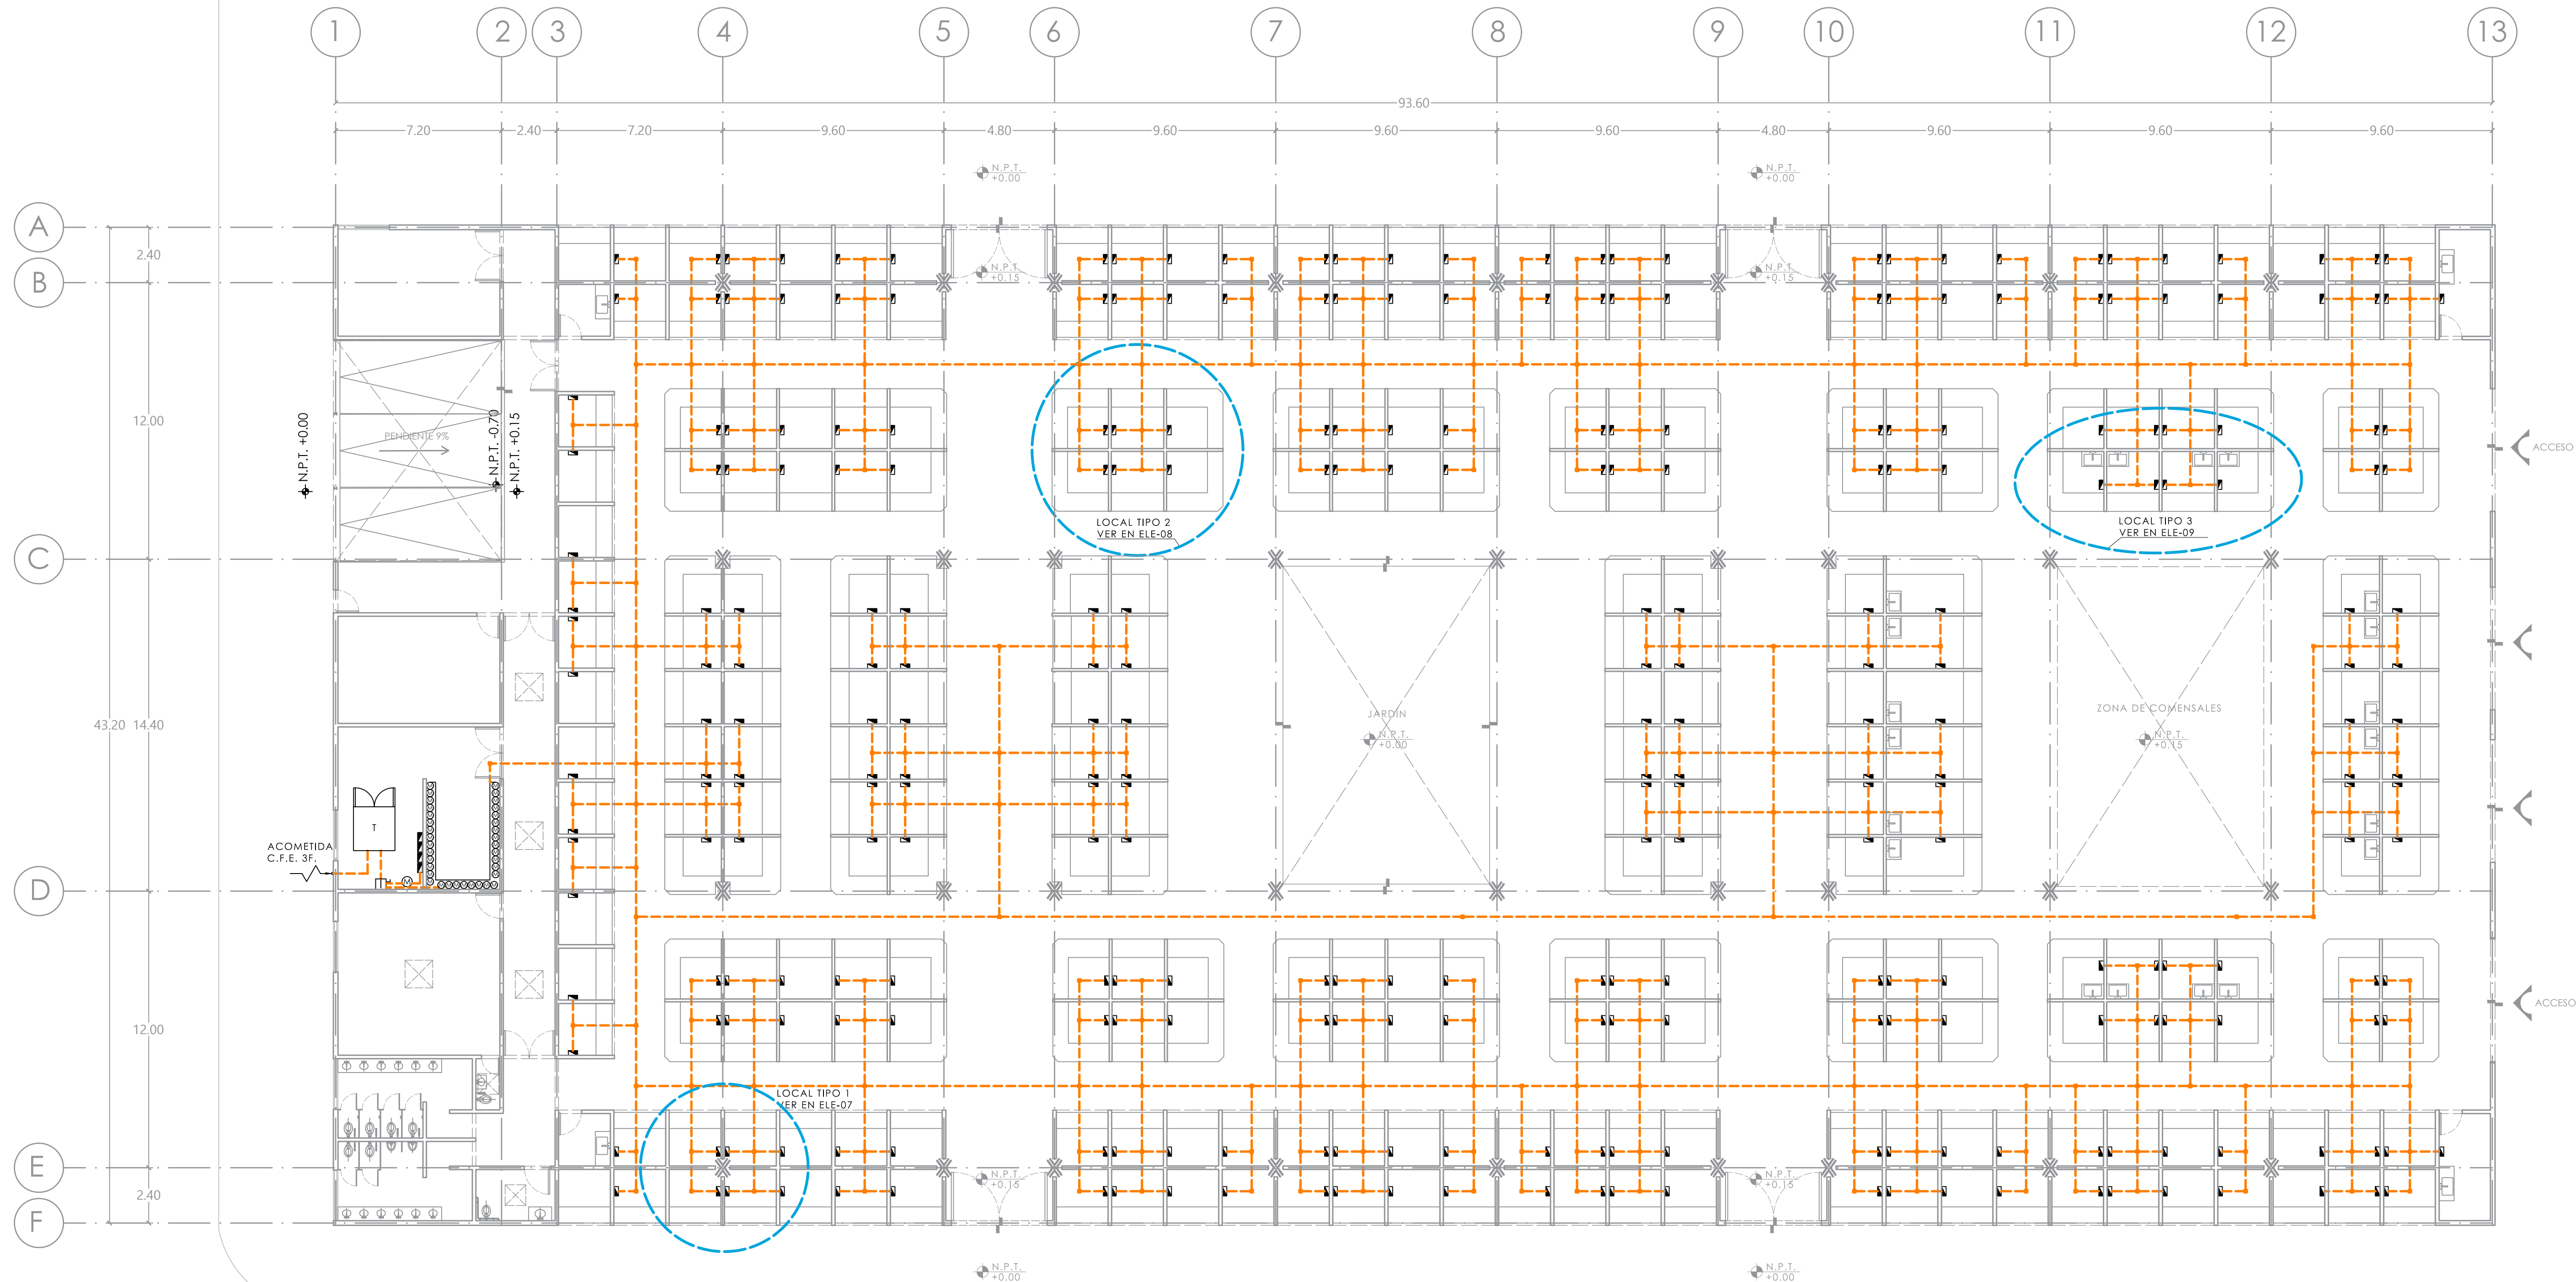 1 2 3 4 5 6 7 8 9 10 11 12 13
93.60
7.20 2.40 7.20 9.60 4.80 9.60 9.60 9.60 4.80 9.60 9.60 9.60
N.P.T.
+0.00
N.P.T.
+0.00
A
2.40
B
N.P.T.
+0.15
N.P.T.
+0.15
12.00
N.P.T. +0.00
PENDIENTE 9%
N.P.T. -0.70
N.P.T. +0.15
ACCESO
LOCAL TIPO 2
VER EN ELE-08
LOCAL TIPO 3
VER EN ELE-09
C
43.20
14.40
JARDIN
N.P.T.
+0.00
ZONA DE COMENSALES
N.P.T.
+0.15
T
ACOMETIDA
C.F.E. 3F.
M
D
ACCESO
12.00
LOCAL TIPO 1
VER EN ELE-07
E
N.P.T.
+0.15
N.P.T.
+0.15
2.40
F
N.P.T.
+0.00
N.P.T.
+0.00